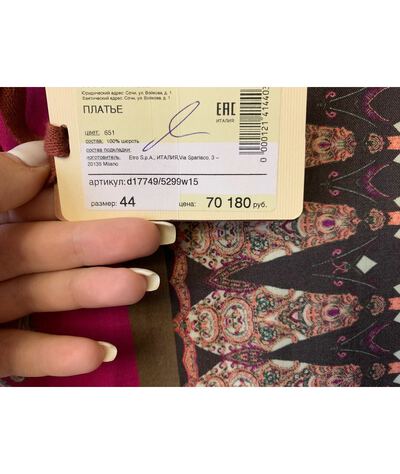 Юридический адрес: Сочи, ул. Войкова, д. 1
Фактический адрес: Сочи, ул. Войкова, д. 1
ПЛАТЬЕ
цвет: 651
состав: 100% шерсть
состав подкладки:
изготовитель: Etro S.p.A., ИТАЛИЯ,Via Spartaco, 3 –
20135 Milano
артикул:d17749/5299w15
размер: 44 цена: 70 180 руб.
EAC
ИТАЛИЯ